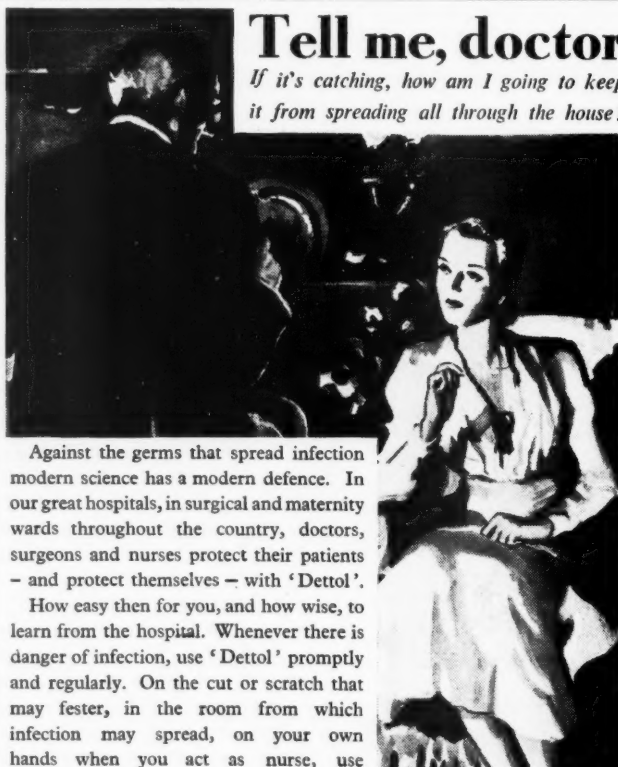 Tell me, doctor
If it's catching, how am I going to keep
it from spreading all through the house
Against the germs that spread infection
modern science has a modern defence. In
our great hospitals, in surgical and maternity
wards throughout the country, doctors,
surgeons and nurses protect their patients
– and protect themselves – with ‘Dettol’.
How easy then for you, and how wise, to
learn from the hospital. Whenever there is
danger of infection, use ‘Dettol’ promptly
and regularly. On the cut or scratch that
may fester, in the room from which
infection may spread, on your own
hands when you act as nurse, use